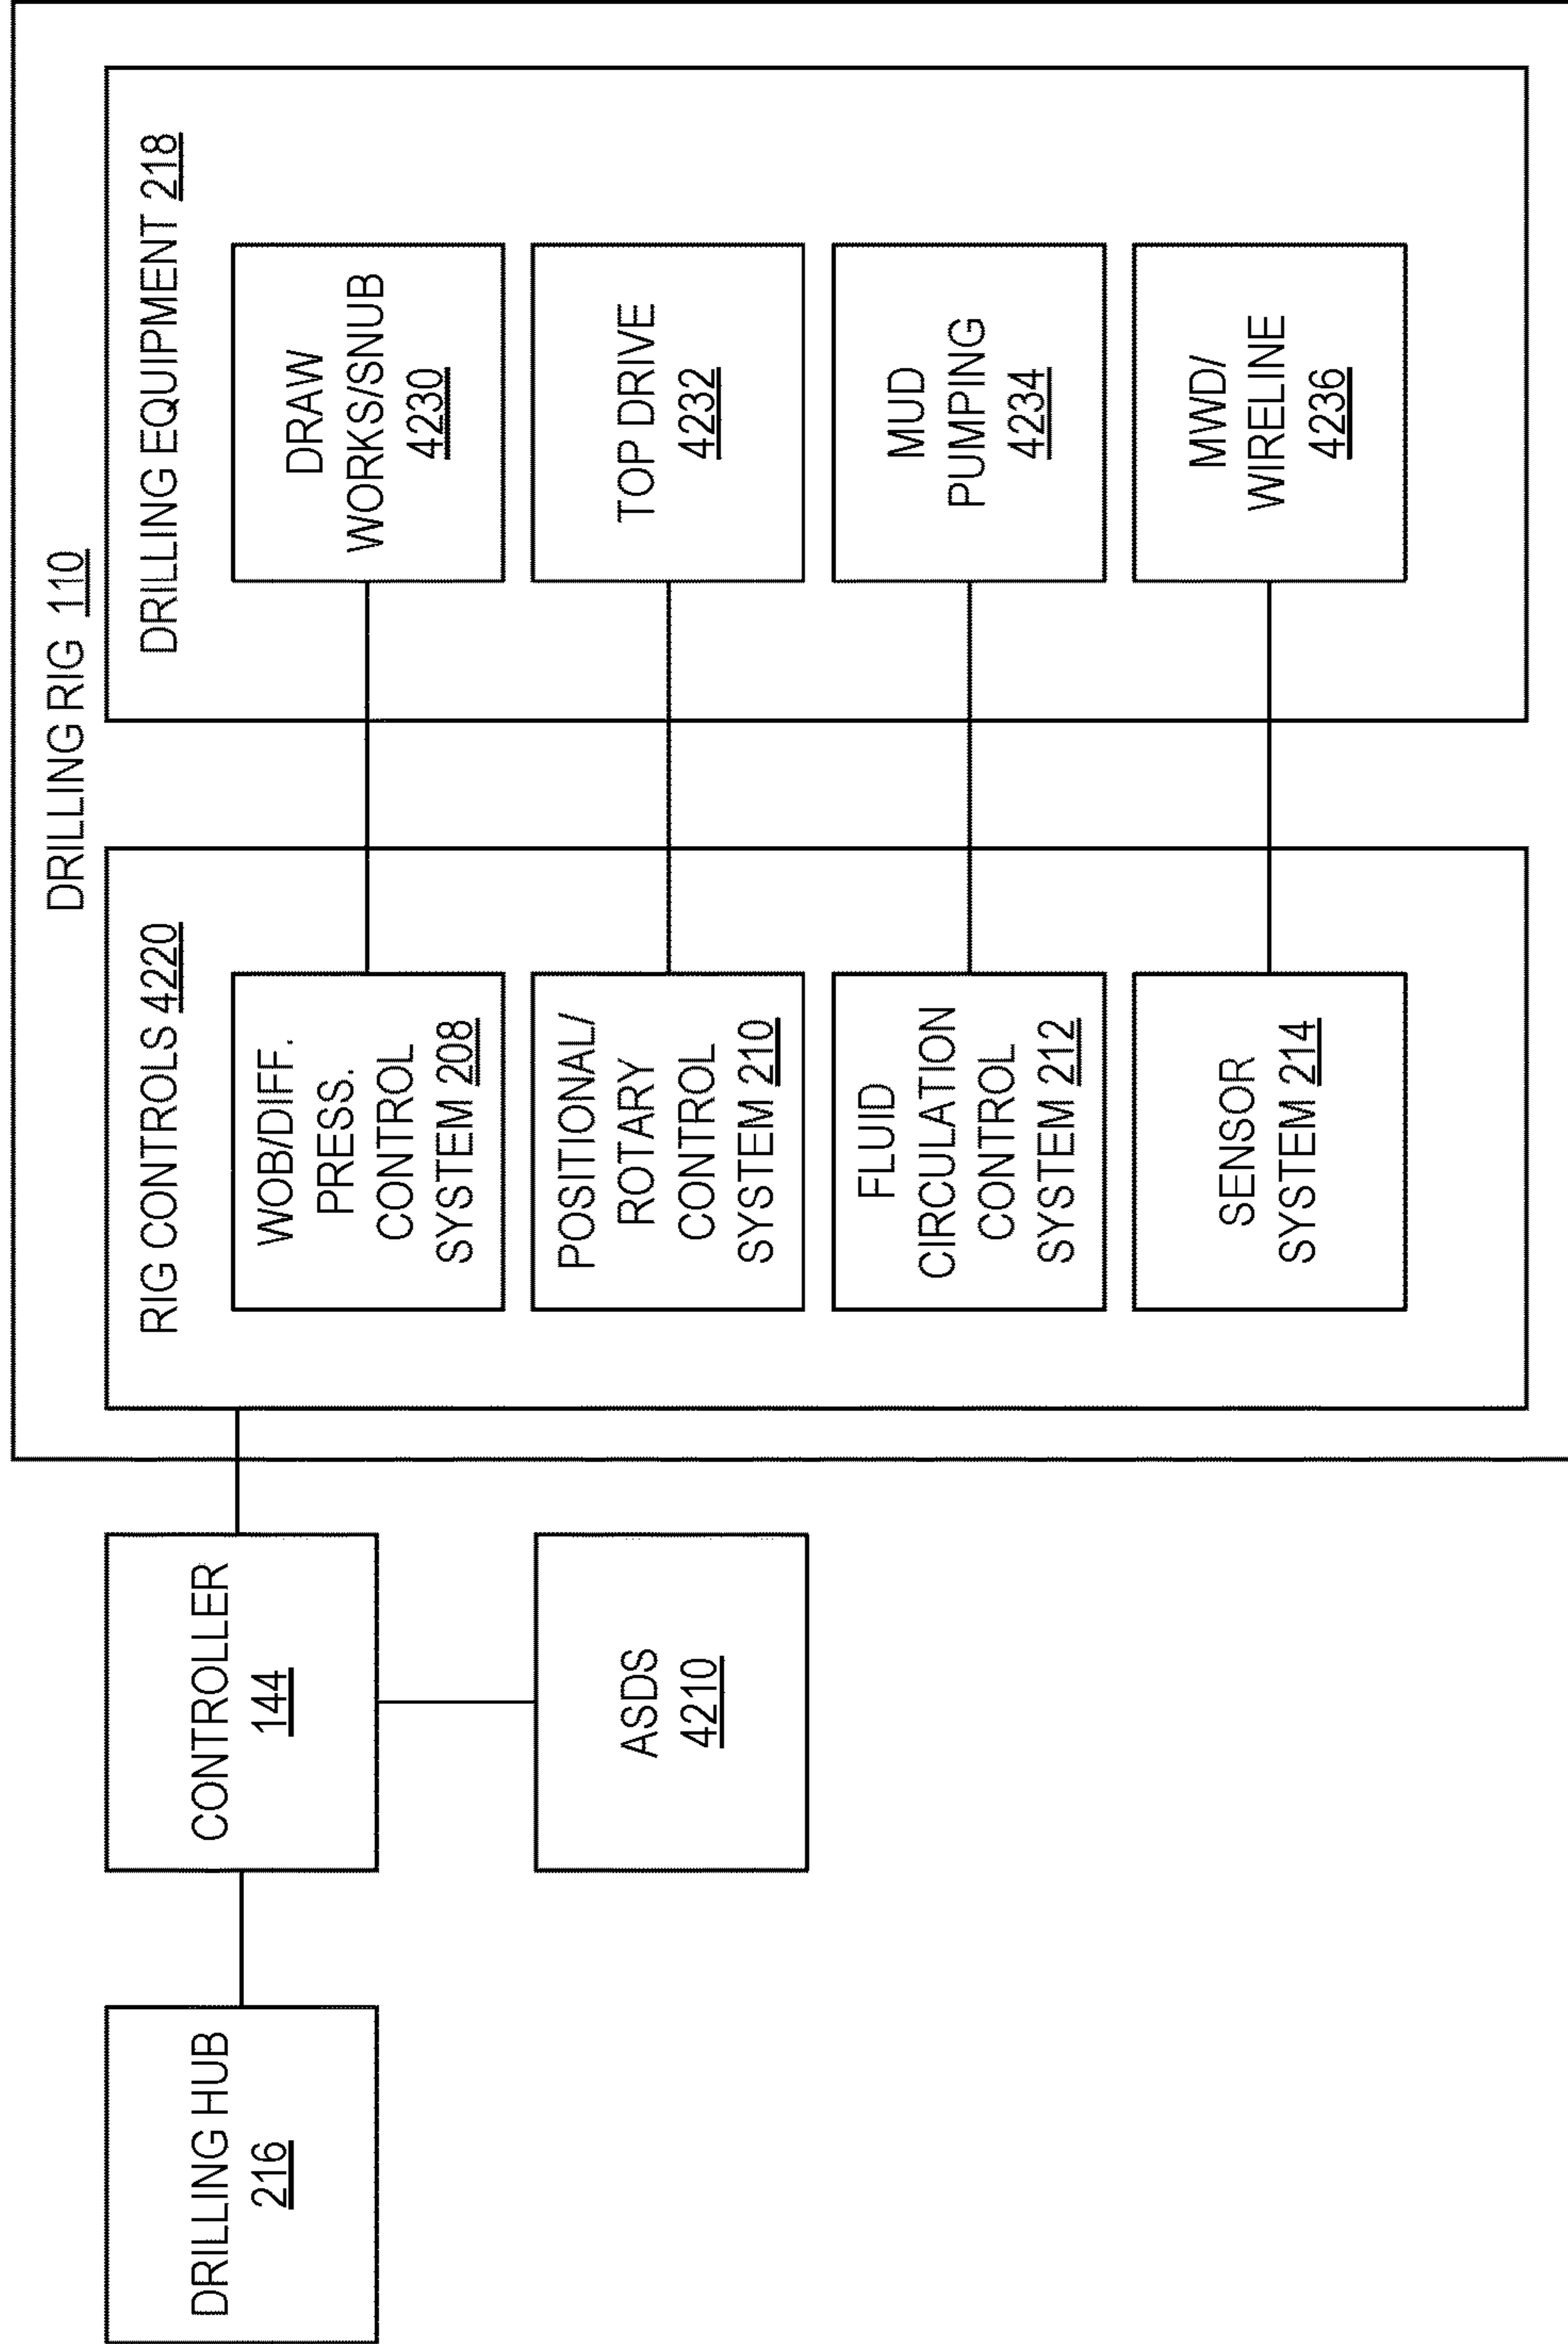 DRILLING HUB
216
CONTROLLER
144
ASDS
4210
DRILLING RIG 110
RIG CONTROLS 4220
WOB/DIFF.
PRESS.
CONTROL
SYSTEM 208
POSITIONAL/
ROTARY
CONTROL
SYSTEM 210
FLUID
CIRCULATION
CONTROL
SYSTEM 212
SENSOR
SYSTEM 214
DRILLING EQUIPMENT 218
DRAW
WORKS/SNUB
4230
TOP DRIVE
4232
MUD
PUMPING
4234
MWD/
WIRELINE
4236